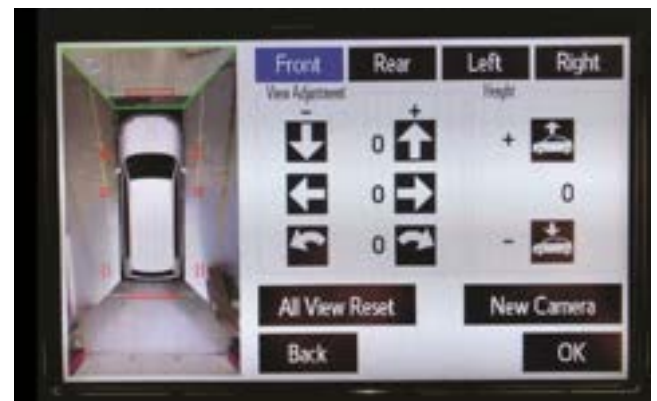 Front Rear Left Right
View Adjustment Height
- +
0 +
0 0
0 -
All View Reset New Camera
Back OK